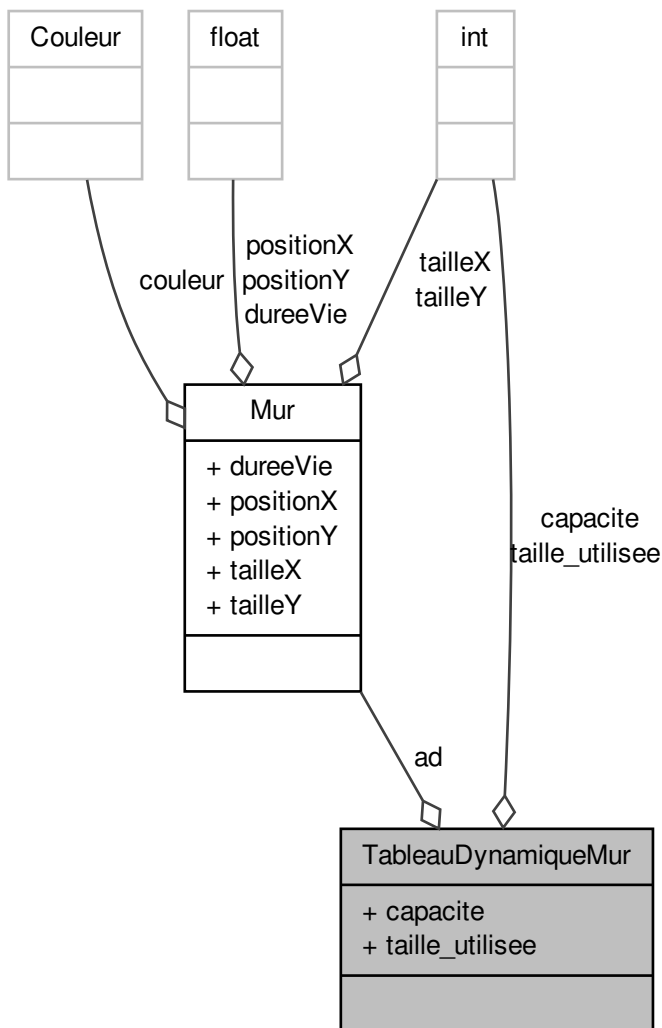 Couleur
float
int
positionX
couleur
positionY
dureeVie
tailleX
tailleY
Mur
+ dureeVie
+ positionX
+ positionY
+ tailleX
+ tailleY
capacite
taille_utilisee
ad
TableauDynamiqueMur
+ capacite
+ taille_utilisee